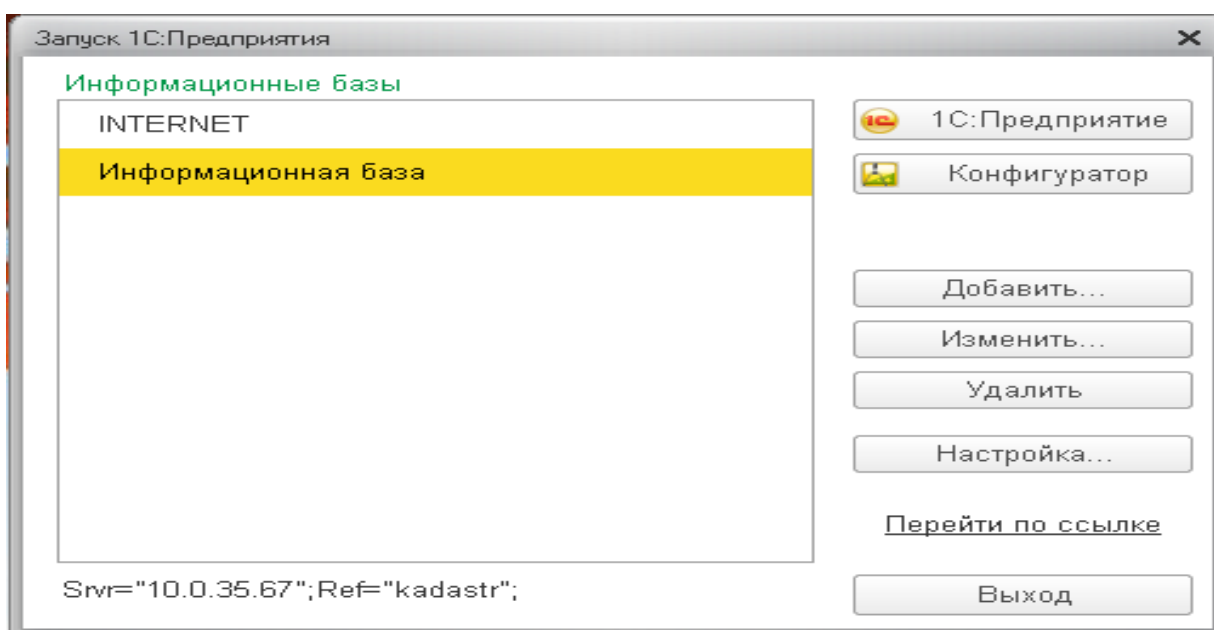 Запуск 1С:Предприятия
Информационные базы
INTERNET
Информационная база
1С:Предприятие
Конфигуратор
Добавить...
Изменить...
Удалить
Настройка...
Перейти по ссылке
Srvr="10.0.35.67";Ref="kadastr";
Выход